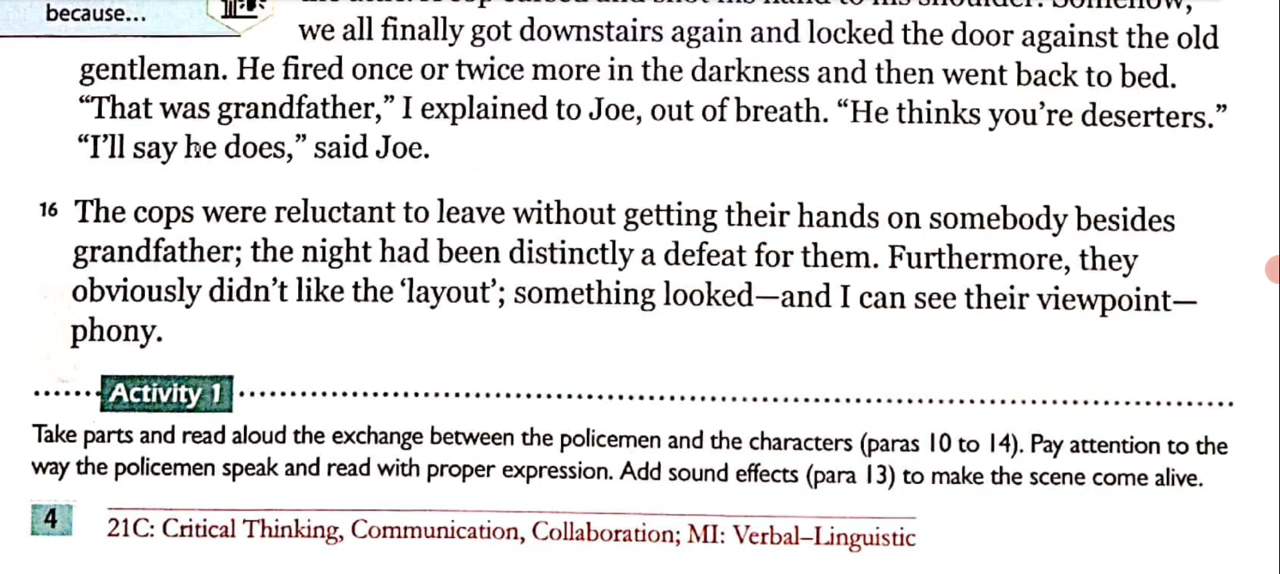 because...
we all finally got downstairs again and locked the door against the old
gentleman. He fired once or twice more in the darkness and then went back to bed.
“That was grandfather,” I explained to Joe, out of breath. “He thinks you’re deserters.”
“I’ll say he does,” said Joe.
16 The cops were reluctant to leave without getting their hands on somebody besides
grandfather; the night had been distinctly a defeat for them. Furthermore, they
obviously didn’t like the ‘layout’; something looked—and I can see their viewpoint—
phony.
Activity 1
Take parts and read aloud the exchange between the policemen and the characters (paras 10 to 14). Pay attention to the
way the policemen speak and read with proper expression. Add sound effects (para 13) to make the scene come alive.
4
21C: Critical Thinking, Communication, Collaboration; MI: Verbal–Linguistic